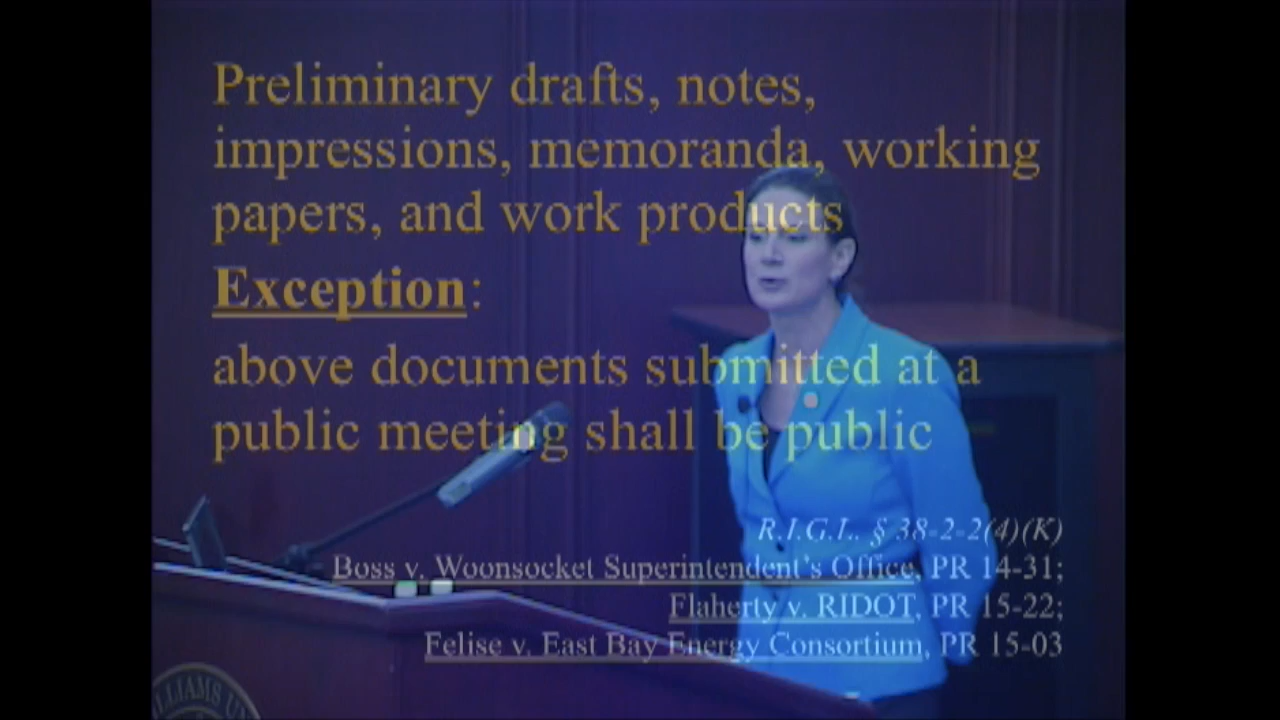 Preliminary drafts, notes,
impressions, memoranda, working
papers, and work products
Exception:
above documents submitted at a
public meeting shall be public
R.I.G.L. § 38-2-2(4)(K)
Boss v. Woonsocket Superintendent's Office, PR 14-31;
Flaherty v. RIDOT, PR 15-22;
Felise v. East Bay Energy Consortium, PR 15-03
LLIAMS UN